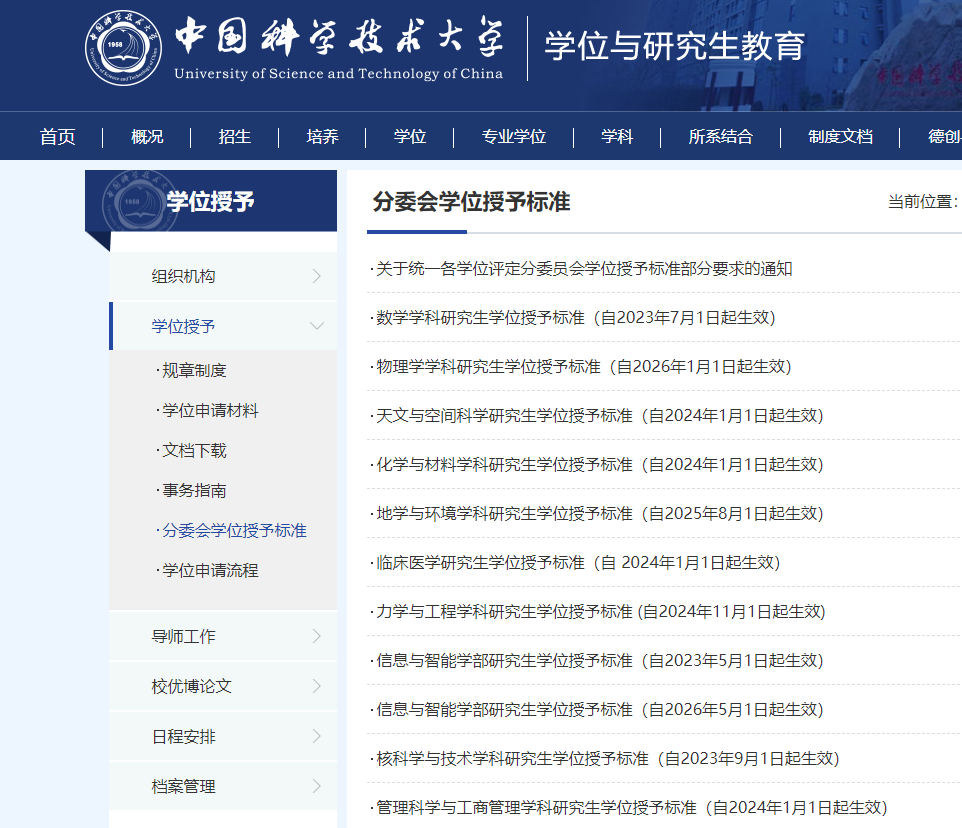 中国科学技术大学
University of Science and Technology of China
1958
学位与研究生教育
首页 概况 招生 培养 学位 专业学位 学科 所系结合 制度文档 德创
学位授予
组织机构
学位授予
·规章制度
·学位申请材料
·文档下载
·事务指南
·分委会学位授予标准
·学位申请流程
导师工作
校优博论文
日程安排
档案管理
分委会学位授予标准
当前位置:
·关于统一各学位评定分委员会学位授予标准部分要求的通知
·数学学科研究生学位授予标准（自2023年7月1日起生效）
·物理学学科研究生学位授予标准（自2026年1月1日起生效）
·天文与空间科学研究生学位授予标准（自2024年1月1日起生效）
·化学与材料学科研究生学位授予标准（自2024年1月1日起生效）
·地学与环境学科研究生学位授予标准（自2025年8月1日起生效）
·临床医学研究生学位授予标准（自 2024年1月1日起生效）
·力学与工程学科研究生学位授予标准 (自2024年11月1日起生效)
·信息与智能学部研究生学位授予标准（自2023年5月1日起生效）
·信息与智能学部研究生学位授予标准（自2026年5月1日起生效）
·核科学与技术学科研究生学位授予标准（自2023年9月1日起生效）
·管理科学与工商管理学科研究生学位授予标准（自2024年1月1日起生效）